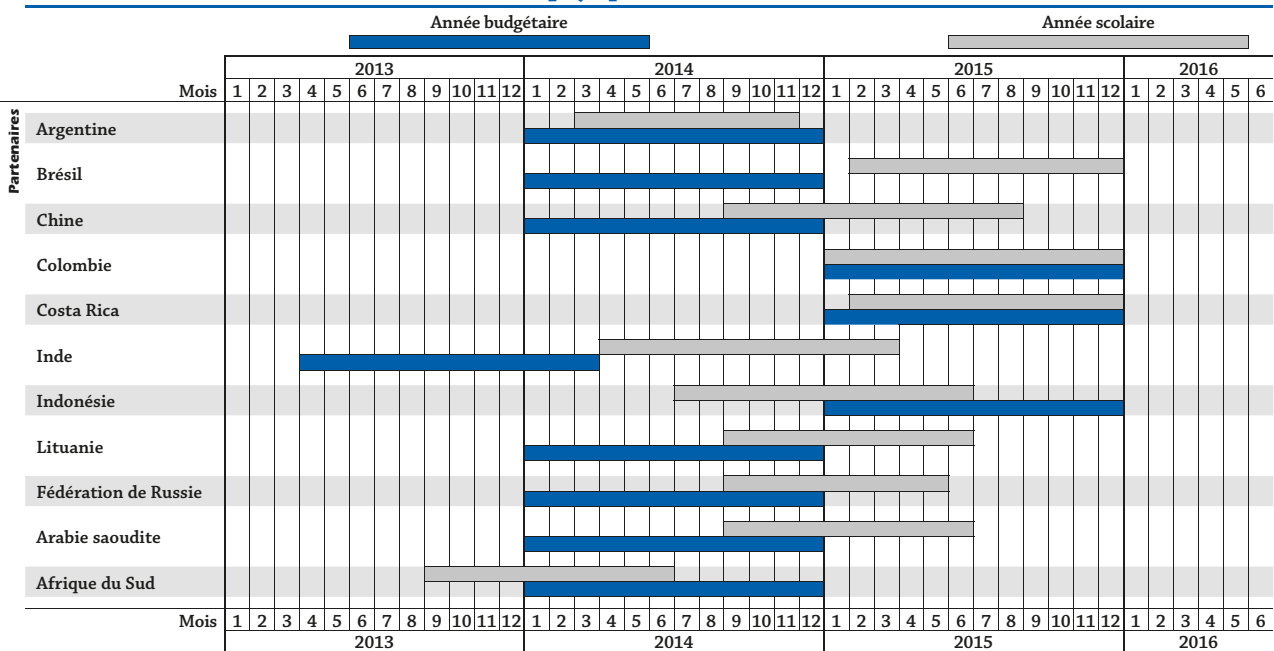 Année budgétaire Année scolaire
2013 2014 2015 2016
Mois 1 2 3 4 5 6 7 8 9 10 11 12 1 2 3 4 5 6 7 8 9 10 11 12 1 2 3 4 5 6 7 8 9 10 11 12 1 2 3 4 5 6
Partenaires
Argentine
Brésil
Chine
Colombie
Costa Rica
Inde
Indonésie
Lituanie
Fédération de Russie
Arabie saoudite
Afrique du Sud
Mois 1 2 3 4 5 6 7 8 9 10 11 12 1 2 3 4 5 6 7 8 9 10 11 12 1 2 3 4 5 6 7 8 9 10 11 12 1 2 3 4 5 6
2013 2014 2015 2016